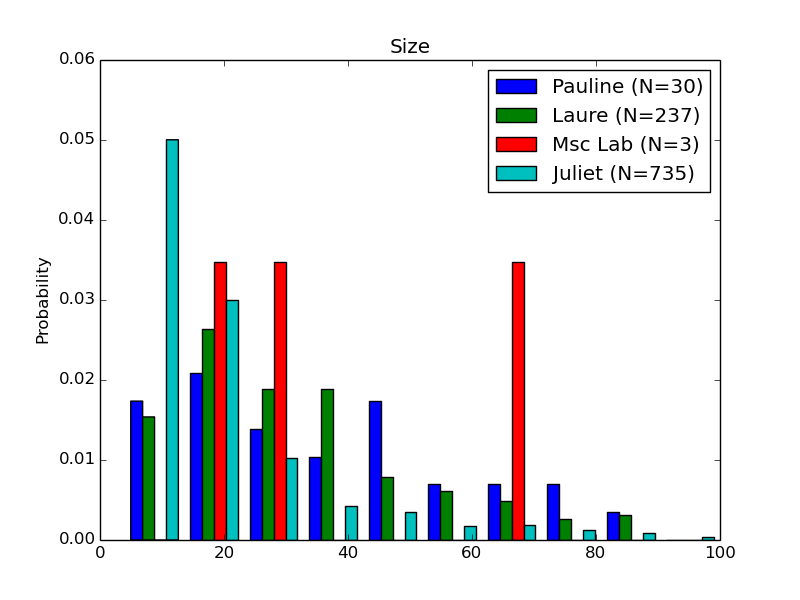 Size
Pauline (N=30)
Laure (N=237)
Msc Lab (N=3)
Juliet (N=735)
Probability
0.06
0.05
0.04
0.03
0.02
0.01
0.00
0 20 40 60 80 100